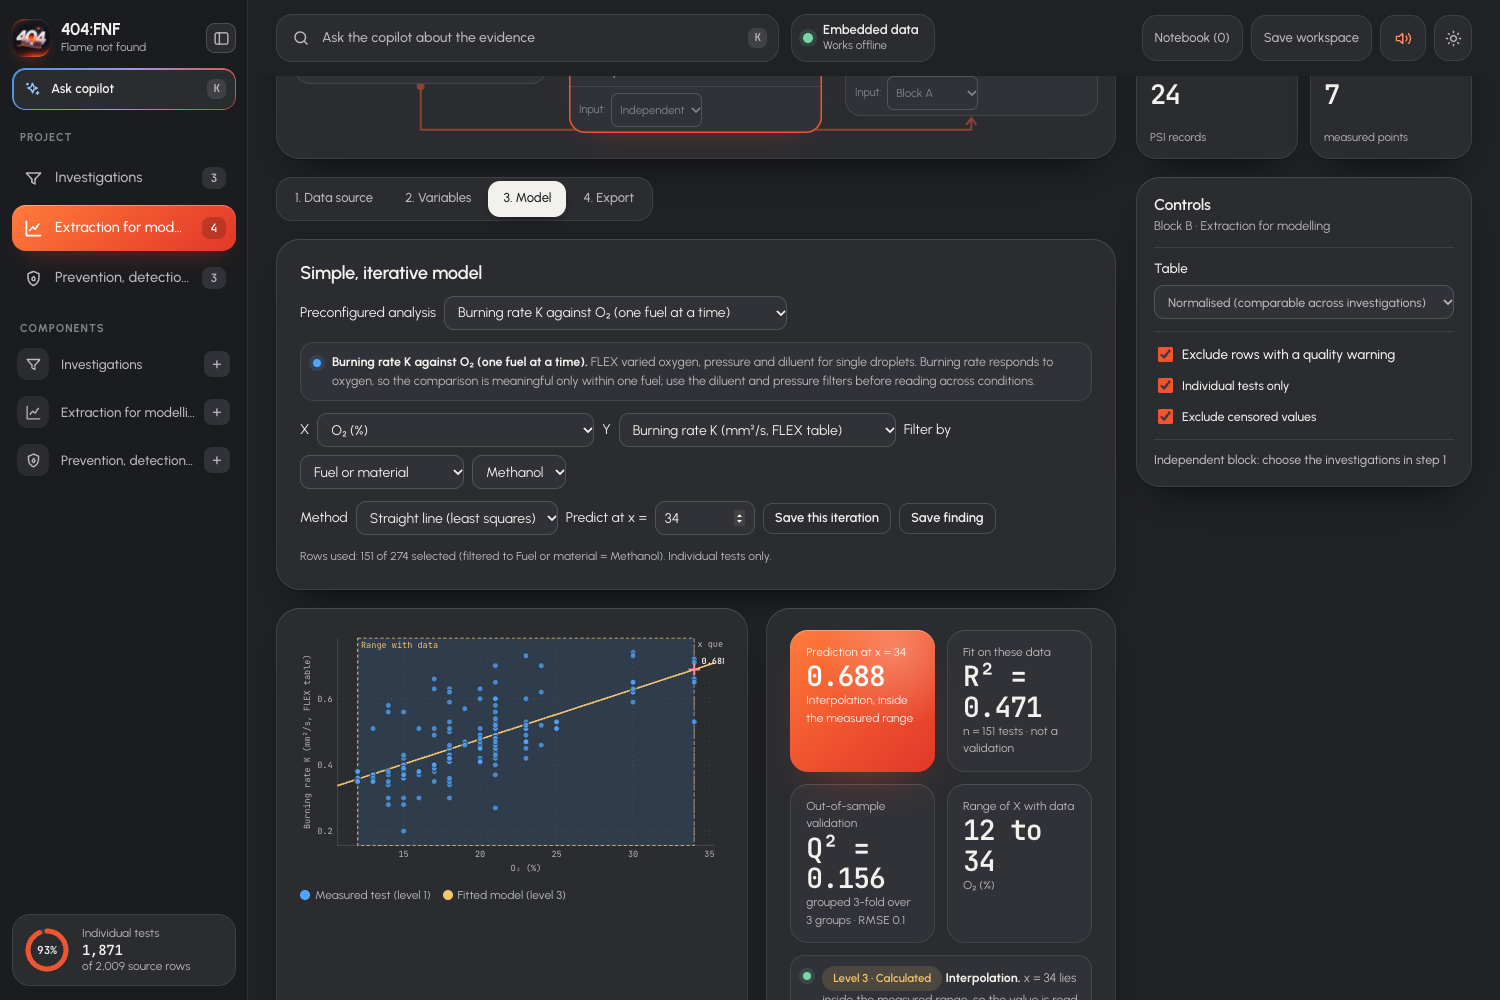 404:FNF
Flame not found
Ask copilot
K
PROJECT
Investigations
3
Extraction for mod...
4
Prevention, detectio...
3
COMPONENTS
Investigations
+
Extraction for modelli...
+
Prevention, detection...
+
93%
Individual tests
1,871
of 2,009 source rows
Ask the copilot about the evidence
K
Embedded data
Works offline
Notebook (0)
Save workspace
Input:
Independent
Input:
Block A
24
PSI records
7
measured points
1. Data source
2. Variables
3. Model
4. Export
Simple, iterative model
Preconfigured analysis
Burning rate K against O₂ (one fuel at a time)
Burning rate K against O₂ (one fuel at a time). FLEX varied oxygen, pressure and diluent for single droplets. Burning rate responds to
oxygen, so the comparison is meaningful only within one fuel; use the diluent and pressure filters before reading across conditions.
X
O₂ (%)
Y
Burning rate K (mm²/s, FLEX table)
Filter by
Fuel or material
Methanol
Method
Straight line (least squares)
Predict at x =
34
Save this iteration
Save finding
Rows used: 151 of 274 selected (filtered to Fuel or material = Methanol). Individual tests only.
Controls
Block B · Extraction for modelling
Table
Normalised (comparable across investigations)
Exclude rows with a quality warning
Individual tests only
Exclude censored values
Independent block: choose the investigations in step 1
Range with data
x que
0.688
Burning rate K (mm²/s, FLEX table)
0.6
0.4
0.2
15
20
25
30
35
O₂ (%)
Measured test (level 1)
Fitted model (level 3)
Prediction at x = 34
0.688
Interpolation, inside
the measured range
Fit on these data
R² =
0.471
n = 151 tests · not a
validation
Out-of-sample
validation
Q² =
0.156
grouped 3-fold over
3 groups · RMSE 0.1
Range of X with data
12 to
34
O₂ (%)
Level 3 · Calculated
Interpolation. x = 34 lies
inside the measured range, so the value is read